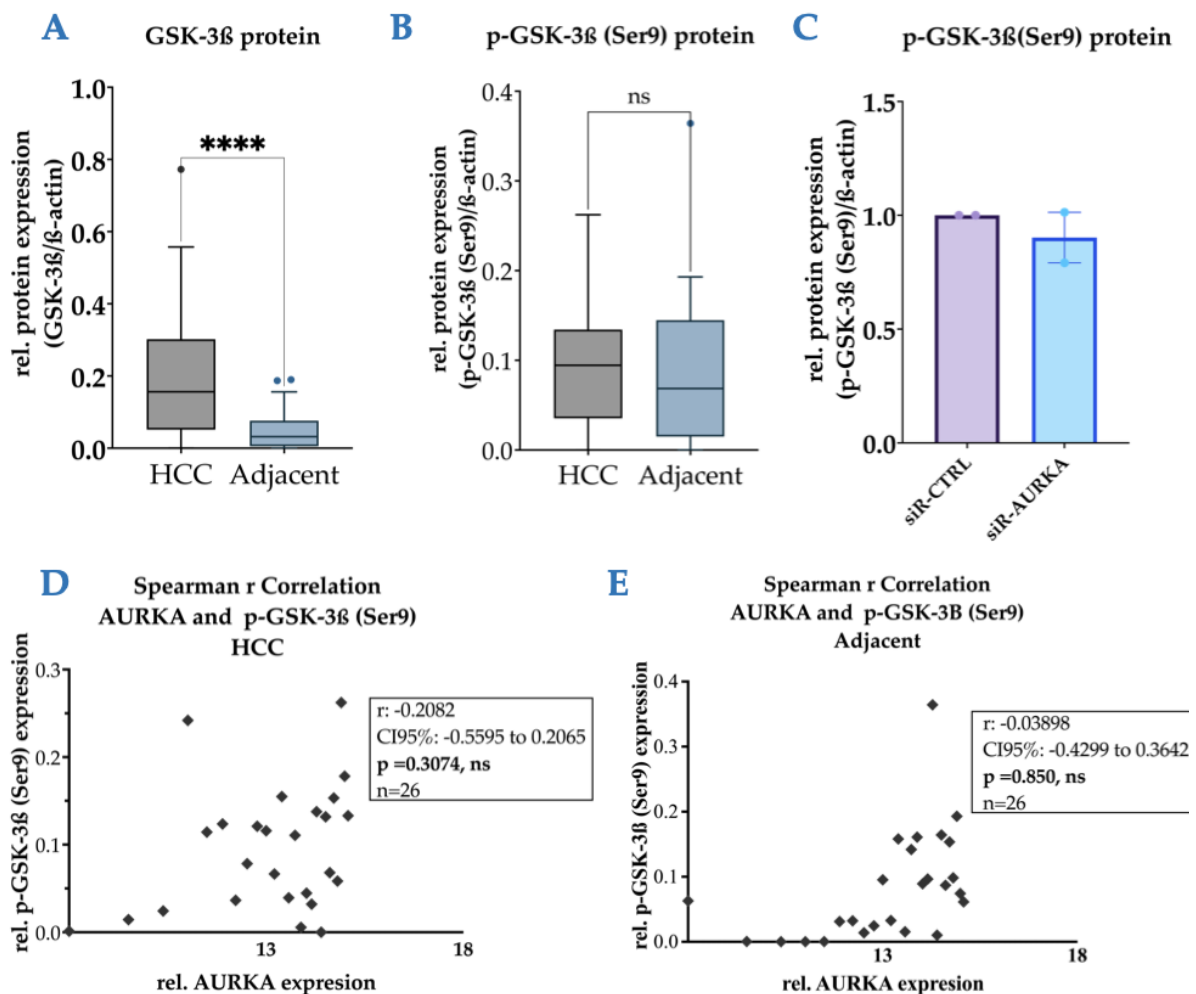 A
GSK-3ß protein
rel. protein expression
(GSK-3ß/ß-actin)
1.0
0.8
0.6
0.4
0.2
0.0
****
HCC
Adjacent
B
p-GSK-3ß (Ser9) protein
rel. protein expression
(p-GSK-3ß (Ser9)/ß-actin)
0.4
0.3
0.2
0.1
0.0
ns
HCC
Adjacent
C
p-GSK-3ß(Ser9) protein
rel. protein expression
(p-GSK-3ß (Ser9)/ß-actin)
1.5
1.0
0.5
0.0
siR-CTRL
siR-AURKA
D
Spearman r Correlation
AURKA and p-GSK-3ß (Ser9)
HCC
rel. p-GSK-3ß (Ser9) expression
0.3
0.2
0.1
0.0
r: -0.2082
CI95%: -0.5595 to 0.2065
p =0.3074, ns
n=26
13
18
rel. AURKA expresion
E
Spearman r Correlation
AURKA and p-GSK-3B (Ser9)
Adjacent
rel. p-GSK-3ß (Ser9) expression
0.4
0.3
0.2
0.1
0.0
r: -0.03898
CI95%: -0.4299 to 0.3642
p =0.850, ns
n=26
13
18
rel. AURKA expresion